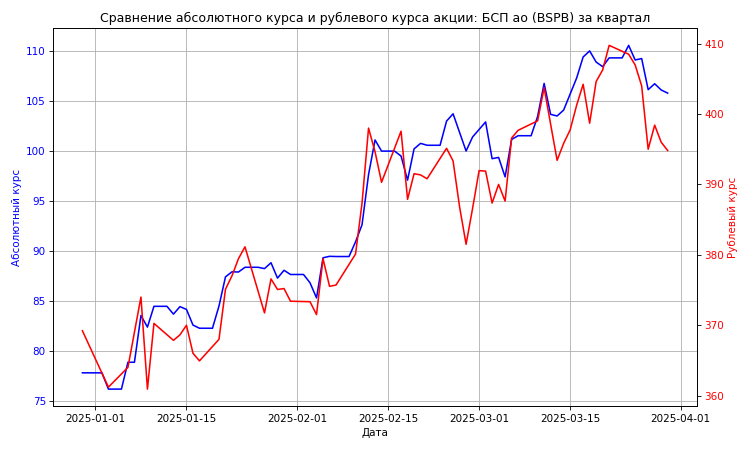 Сравнение абсолютного курса и рублевого курса акции: БСП ао (BSPB) за квартал
110
105
100
95
90
85
80
75
Абсолютный курс
410
400
390
380
370
360
Рублевый курс
2025-01-01 2025-01-15 2025-02-01 2025-02-15 2025-03-01 2025-03-15 2025-04-01
Дата